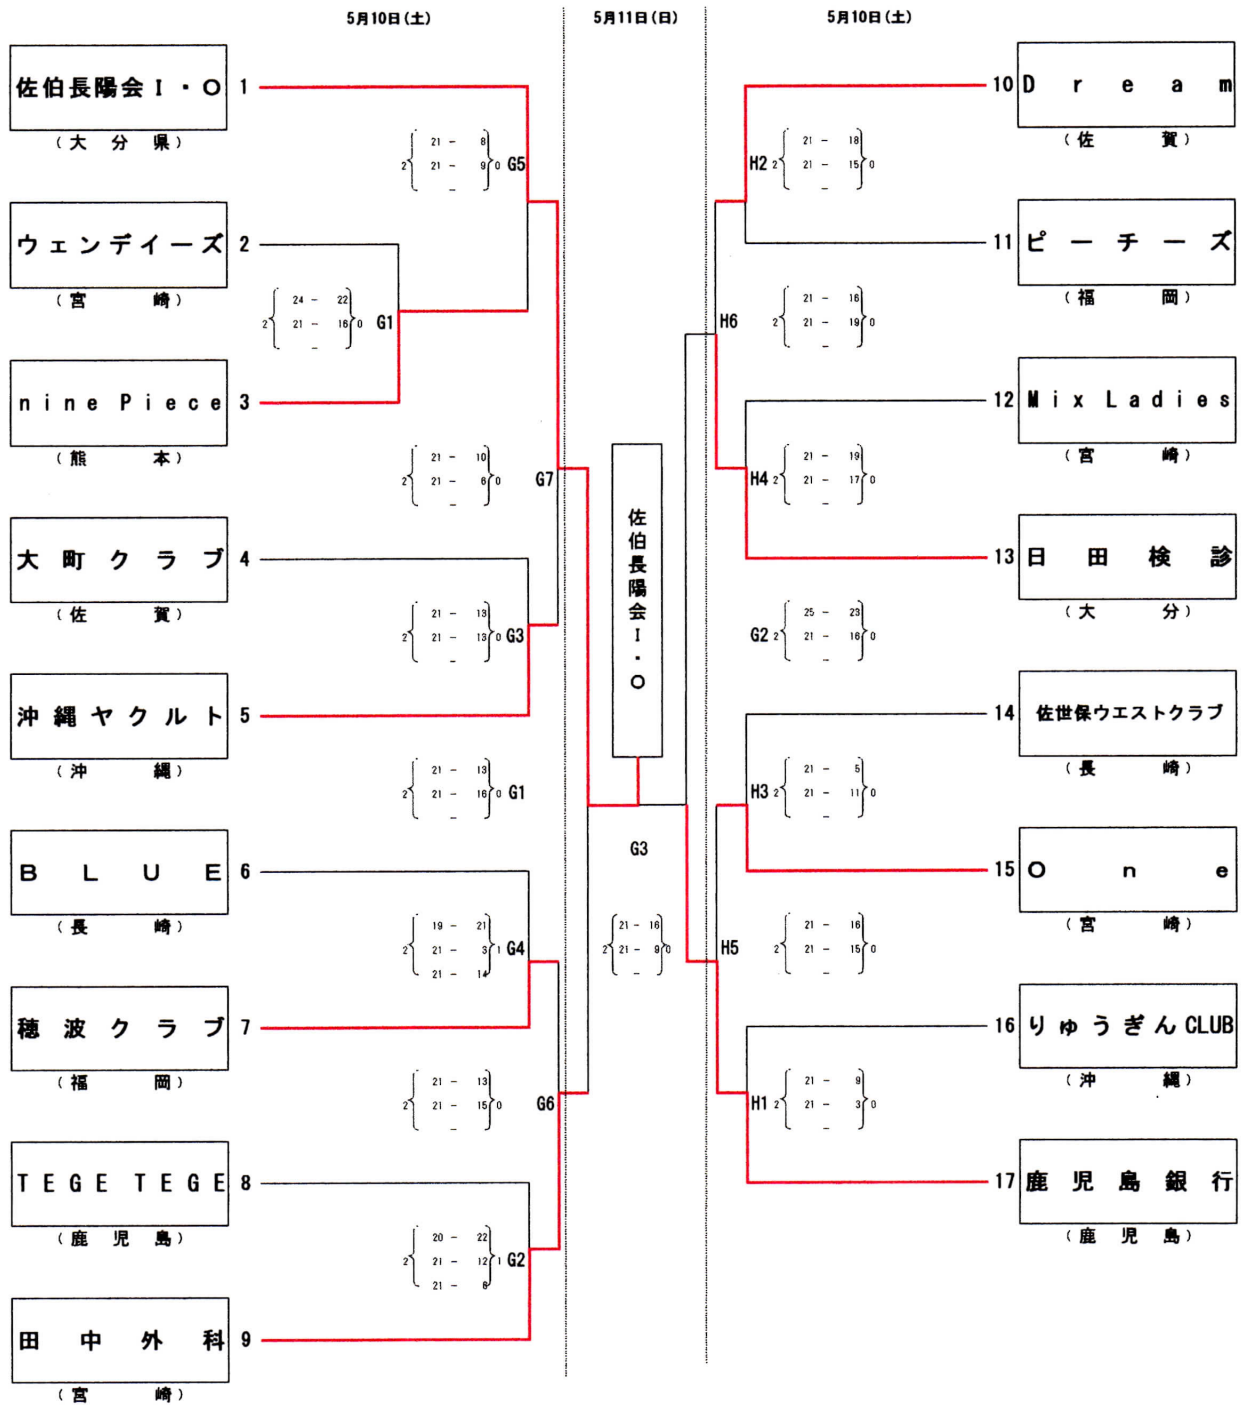 5月10日(土)
5月11日(日)
5月10日(土)
佐伯長陽会Ｉ・Ｏ 1
(大分県)
2 21 - 8 0 G5
21 - 9
-
ウェンデイーズ 2
(宮崎)
2 24 - 22 0 G1
21 - 16
-
nine Piece 3
(熊本)
2 21 - 10 0 G7
21 - 6
-
大町クラブ 4
(佐賀)
2 21 - 13 0 G3
21 - 13
-
沖縄ヤクルト 5
(沖縄)
2 21 - 13 0 G1
21 - 16
-
ＢＬＵＥ 6
(長崎)
2 19 - 21 1 G4
21 - 3
21 - 14
穂波クラブ 7
(福岡)
2 21 - 13 0 G6
21 - 15
-
TEGE TEGE 8
(鹿児島)
2 20 - 22 1 G2
21 - 12
21 - 6
田中外科 9
(宮崎)
佐伯長陽会Ｉ・Ｏ
G3
2 21 - 16 0
21 - 9
-
10 Dream
(佐賀)
H2 2 21 - 18 0
21 - 15
-
11 ピーチーズ
(福岡)
H6 2 21 - 16 0
21 - 19
-
12 Mix Ladies
(宮崎)
H4 2 21 - 19 0
21 - 17
-
13 日田検診
(大分)
G2 2 25 - 23 0
21 - 16
-
14 佐世保ウエストクラブ
(長崎)
H3 2 21 - 5 0
21 - 11
-
15 Ｏｎｅ
(宮崎)
H5 2 21 - 16 0
21 - 15
-
16 りゅうぎんCLUB
(沖縄)
H1 2 21 - 9 0
21 - 3
-
17 鹿児島銀行
(鹿児島)